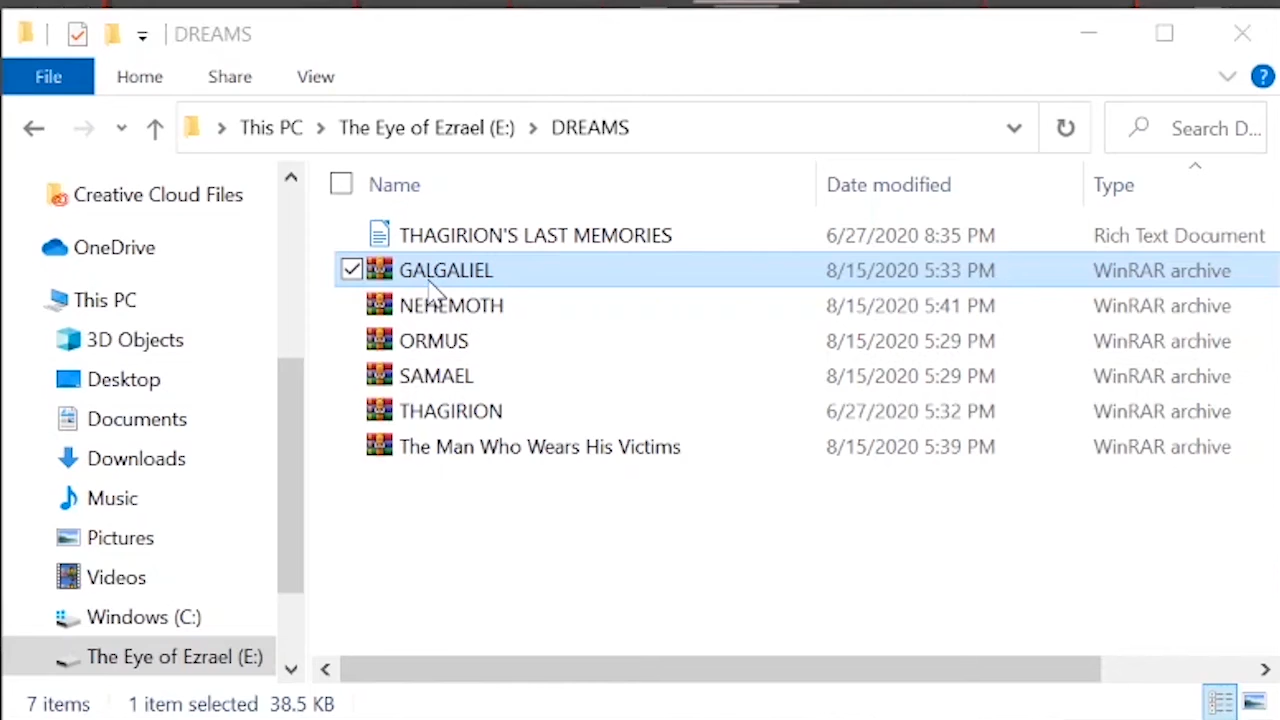 DREAMS
File Home Share View
This PC The Eye of Ezrael (E:) DREAMS Search D...
Name Date modified Type
Creative Cloud Files
OneDrive
This PC
3D Objects
Desktop
Documents
Downloads
Music
Pictures
Videos
Windows (C:)
The Eye of Ezrael (E:)
THAGIRION'S LAST MEMORIES 6/27/2020 8:35 PM Rich Text Document
GALGALIEL 8/15/2020 5:33 PM WinRAR archive
NEHEMOTH 8/15/2020 5:41 PM WinRAR archive
ORMUS 8/15/2020 5:29 PM WinRAR archive
SAMAEL 8/15/2020 5:29 PM WinRAR archive
THAGIRION 6/27/2020 5:32 PM WinRAR archive
The Man Who Wears His Victims 8/15/2020 5:39 PM WinRAR archive
7 items 1 item selected 38.5 KB